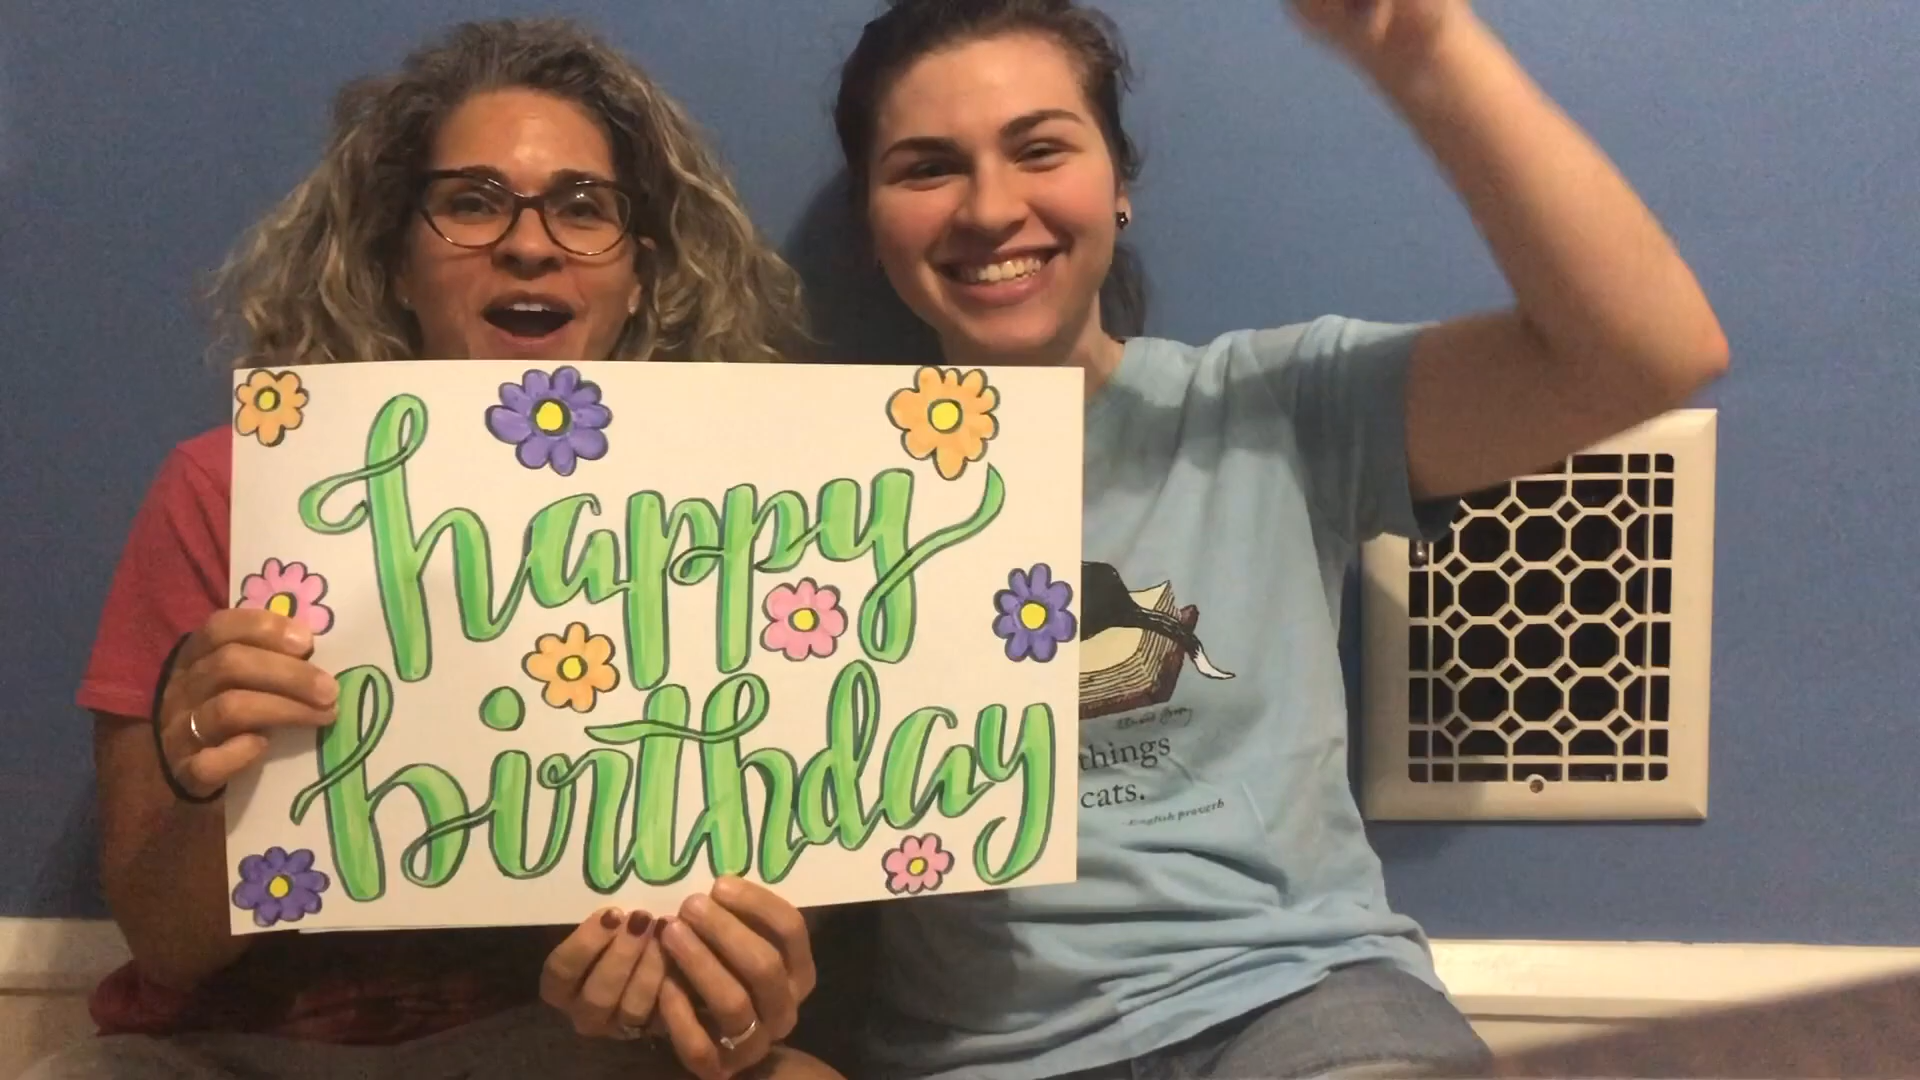 happy
birthday
things
cats.
-English proverb